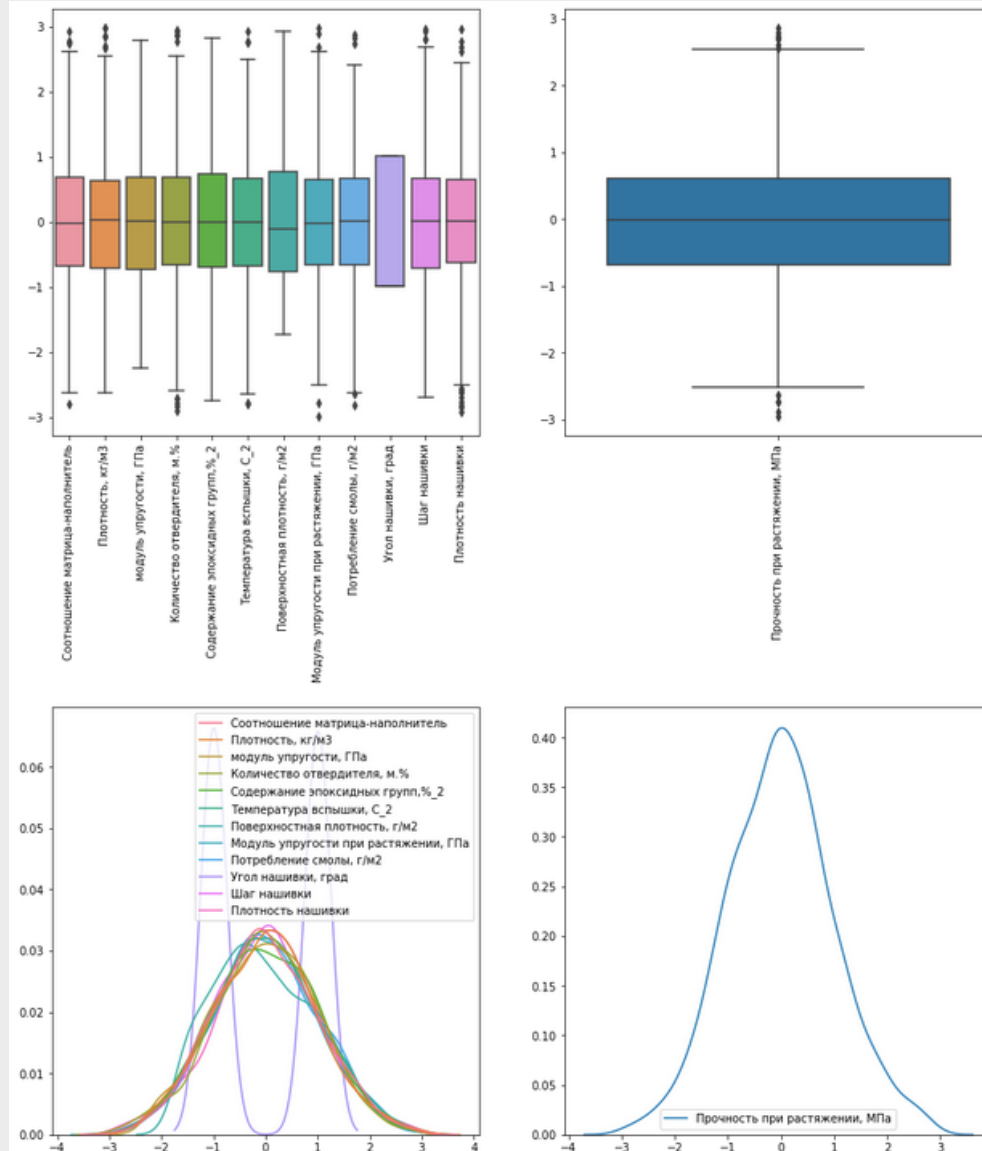 3
2
1
0
−1
−2
−3
Соотношение матрица-наполнитель
Плотность, кг/м3
модуль упругости, ГПа
Количество отвердителя, м.%
Содержание эпоксидных групп,%_2
Температура вспышки, С_2
Поверхностная плотность, г/м2
Модуль упругости при растяжении, ГПа
Потребление смолы, г/м2
Угол нашивки, град
Шаг нашивки
Плотность нашивки
3
2
1
0
−1
−2
−3
Прочность при растяжении, МПа
0.06
0.05
0.04
0.03
0.02
0.01
0.00
Соотношение матрица-наполнитель
Плотность, кг/м3
модуль упругости, ГПа
Количество отвердителя, м.%
Содержание эпоксидных групп,%_2
Температура вспышки, С_2
Поверхностная плотность, г/м2
Модуль упругости при растяжении, ГПа
Потребление смолы, г/м2
Угол нашивки, град
Шаг нашивки
Плотность нашивки
−4 −3 −2 −1 0 1 2 3 4
0.40
0.35
0.30
0.25
0.20
0.15
0.10
0.05
0.00
Прочность при растяжении, МПа
−4 −3 −2 −1 0 1 2 3